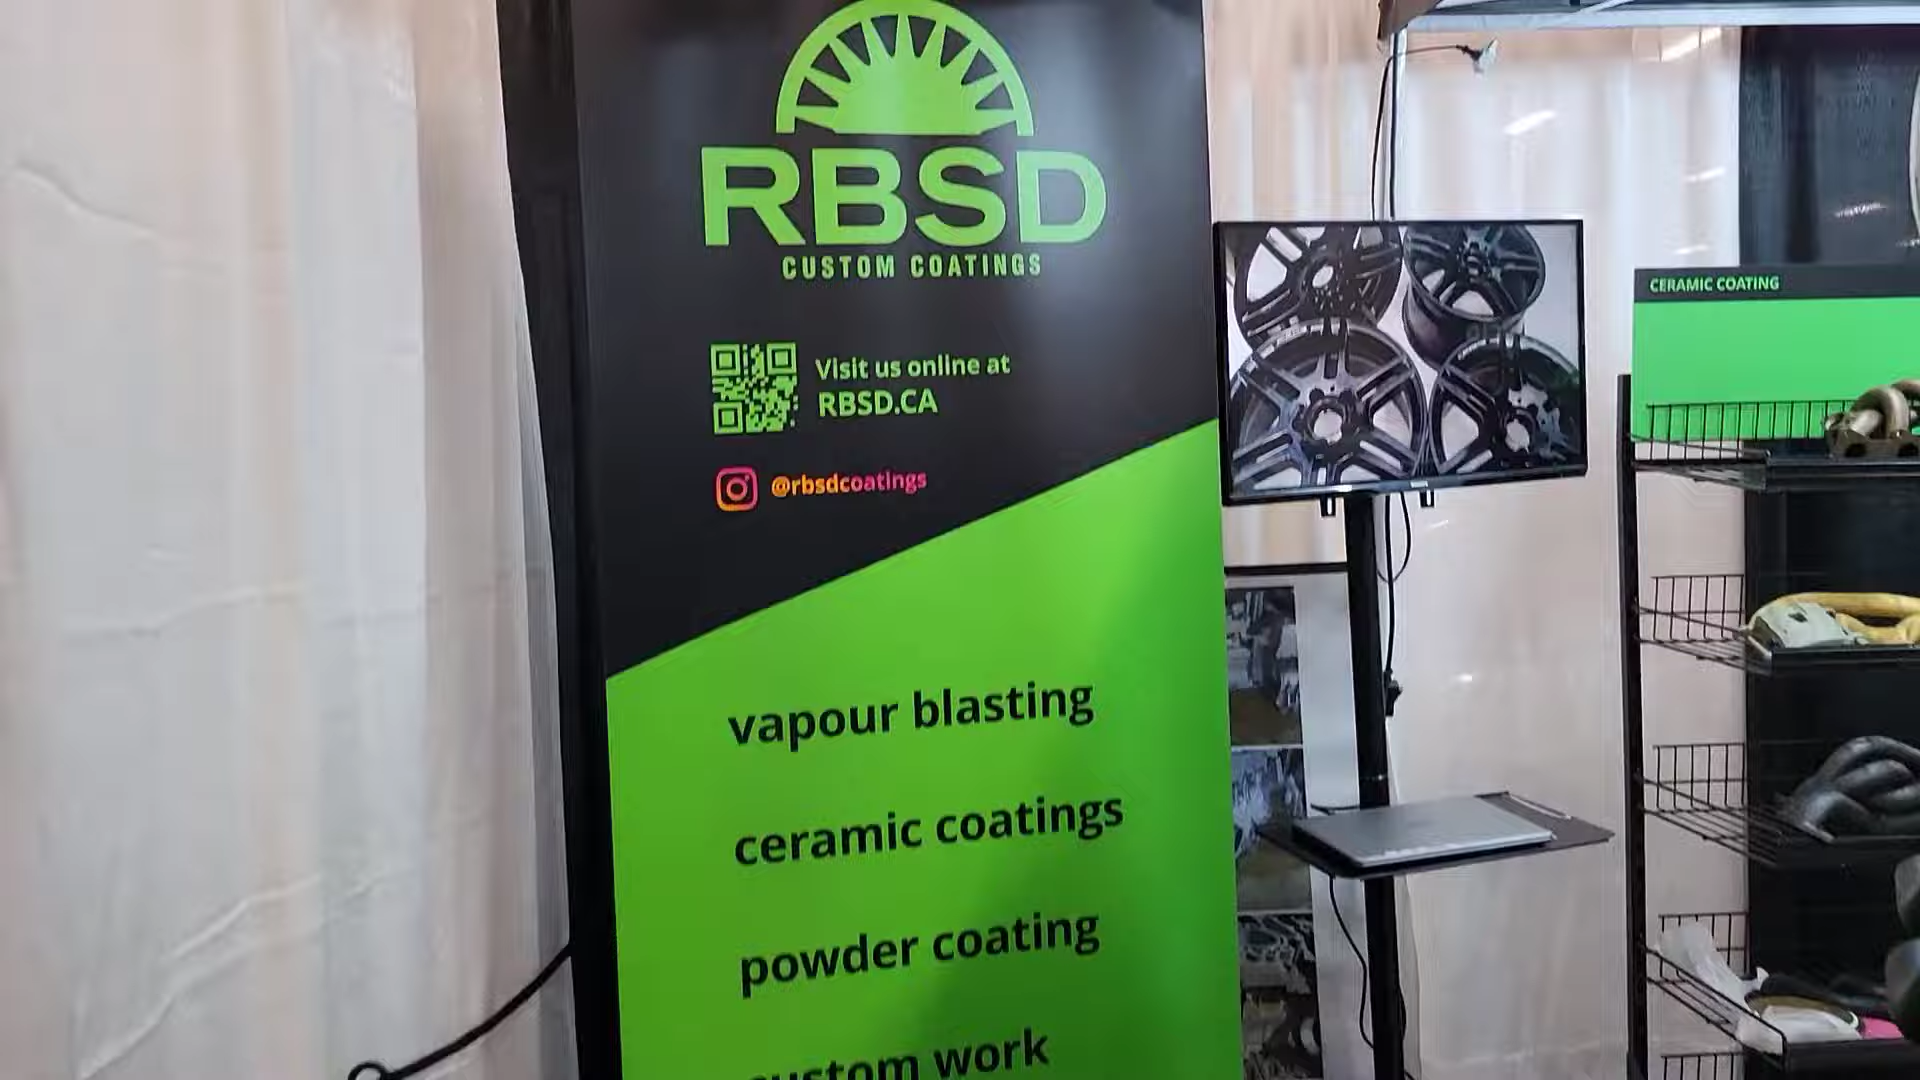 RBSD
CUSTOM COATINGS
Visit us online at
RBSD.CA
@rbsdcoatings
vapour blasting
ceramic coatings
powder coating
custom work
CERAMIC COATING